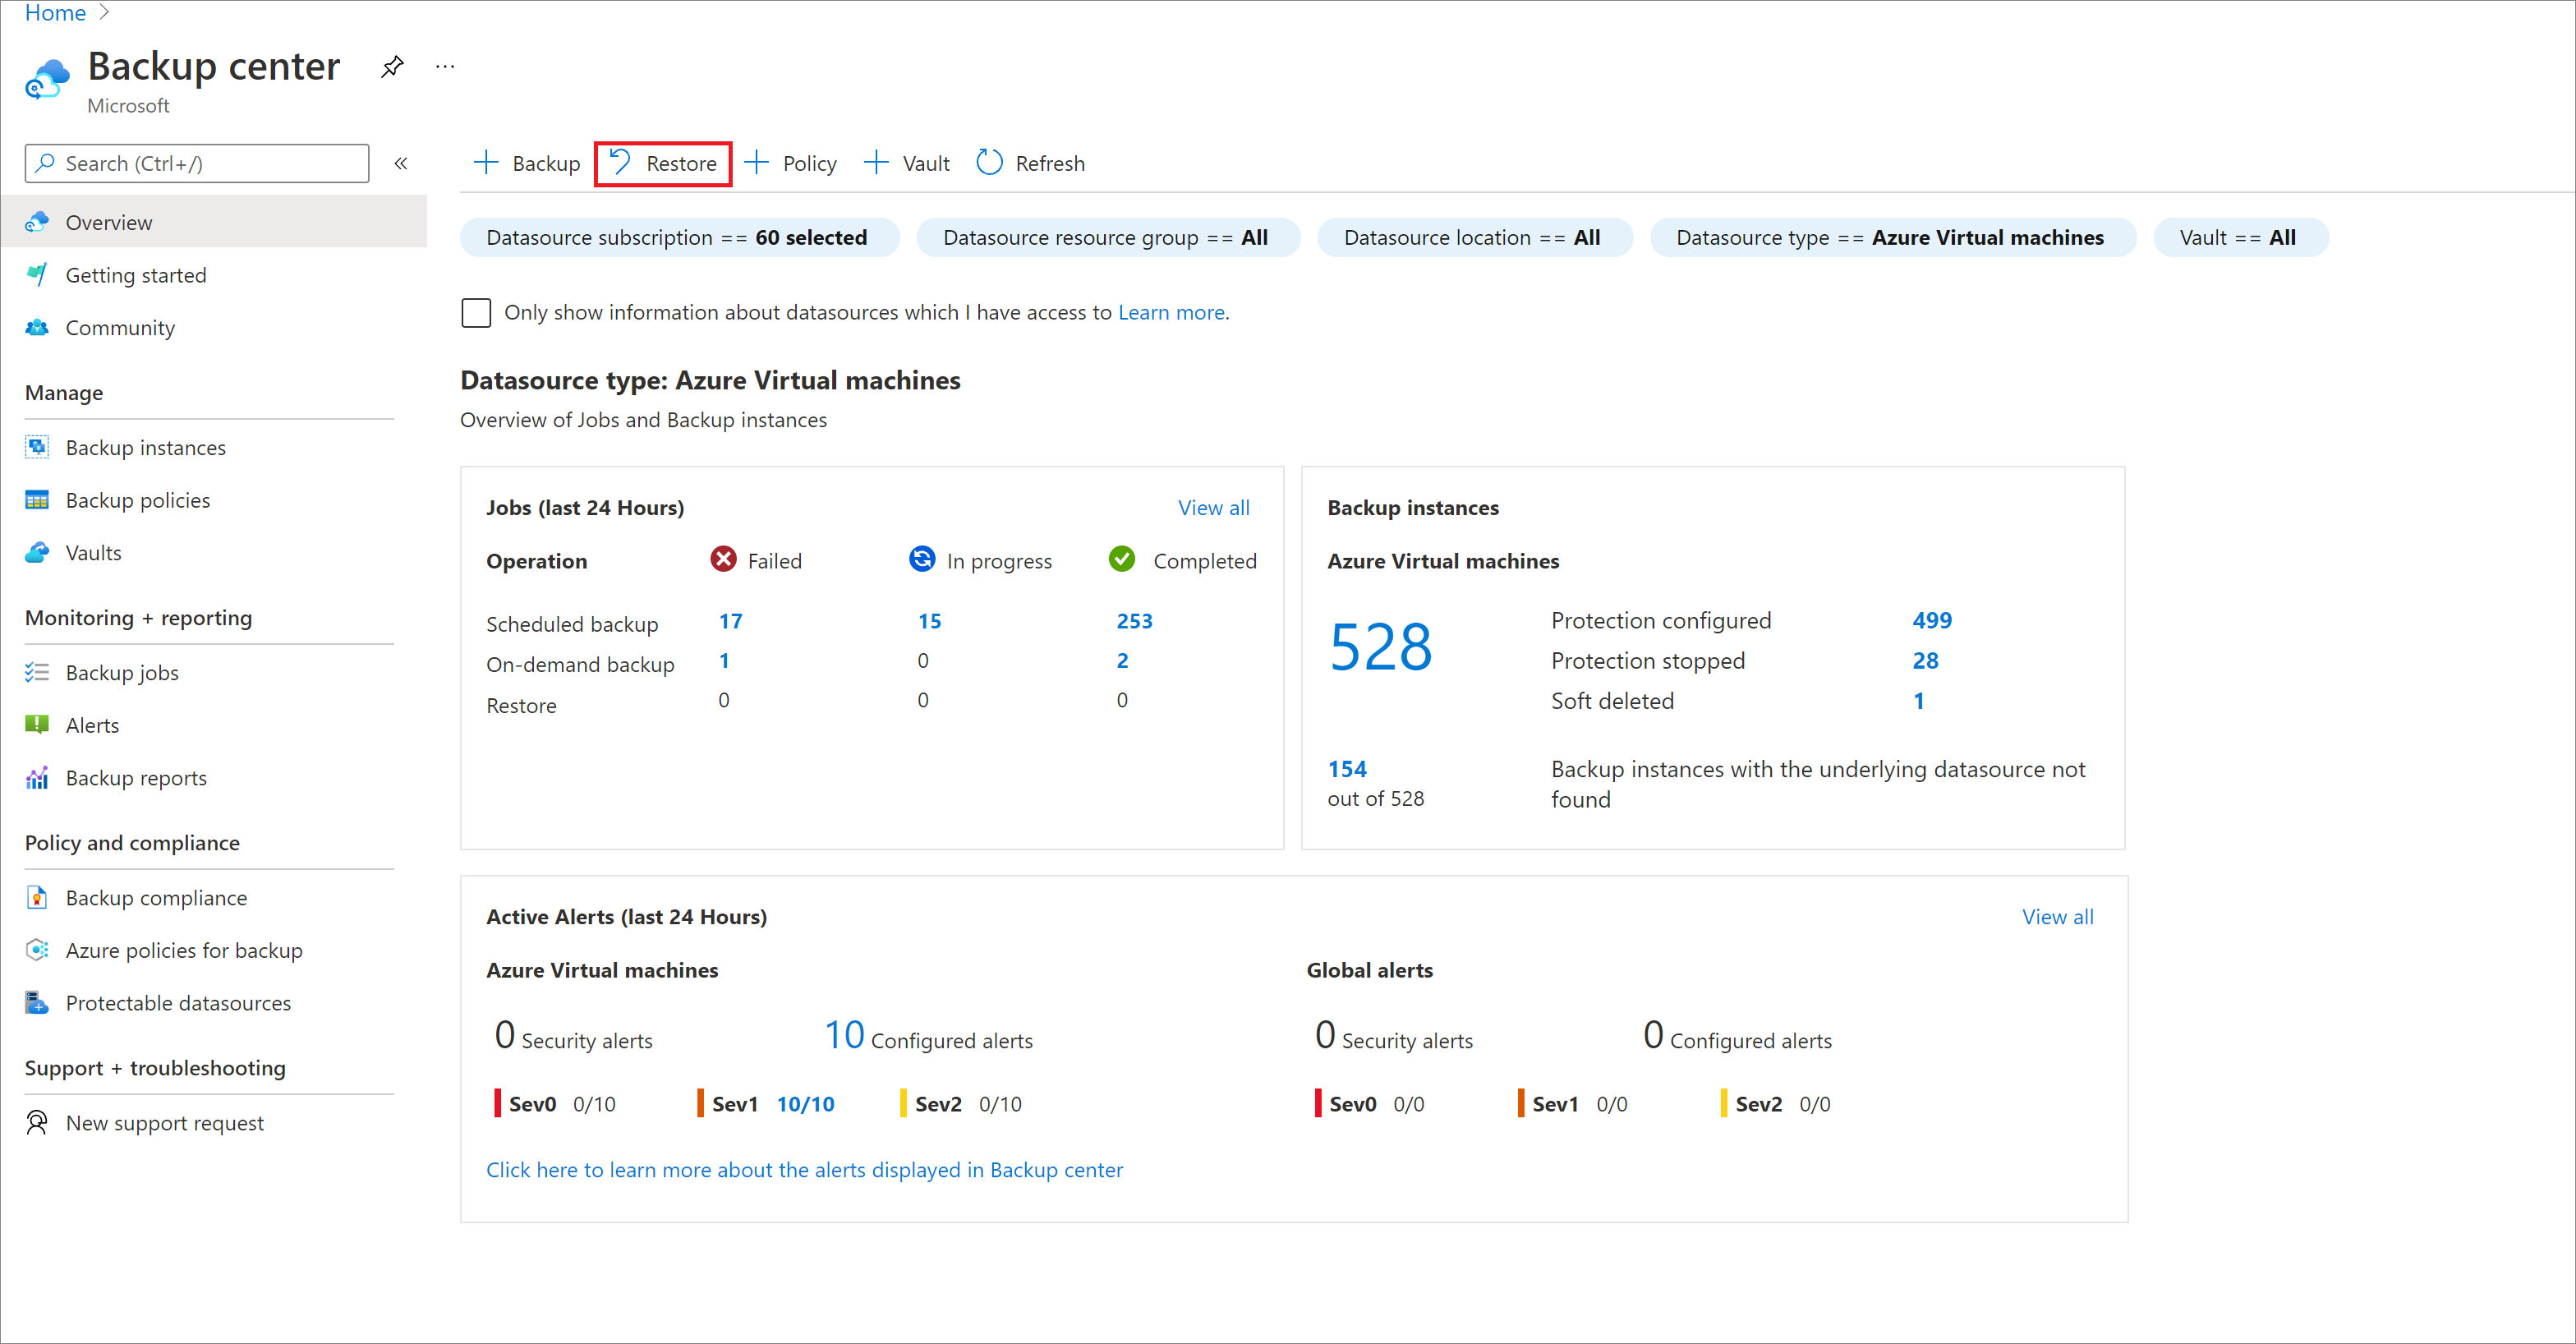 Home >
Backup center ...
Microsoft
Search (Ctrl+/) «
Backup Restore Policy Vault Refresh
Overview
Getting started
Community
Manage
Backup instances
Backup policies
Vaults
Monitoring + reporting
Backup jobs
Alerts
Backup reports
Policy and compliance
Backup compliance
Azure policies for backup
Protectable datasources
Support + troubleshooting
New support request
Datasource subscription == 60 selected Datasource resource group == All Datasource location == All Datasource type == Azure Virtual machines Vault == All
Only show information about datasources which I have access to Learn more.
Datasource type: Azure Virtual machines
Overview of Jobs and Backup instances
Jobs (last 24 Hours) View all
Operation Failed In progress Completed
Scheduled backup 17 15 253
On-demand backup 1 0 2
Restore 0 0 0
Backup instances
Azure Virtual machines
528
Protection configured 499
Protection stopped 28
Soft deleted 1
154
out of 528
Backup instances with the underlying datasource not
found
Active Alerts (last 24 Hours) View all
Azure Virtual machines
0 Security alerts 10 Configured alerts
Sev0 0/10 Sev1 10/10 Sev2 0/10
Global alerts
0 Security alerts 0 Configured alerts
Sev0 0/0 Sev1 0/0 Sev2 0/0
Click here to learn more about the alerts displayed in Backup center